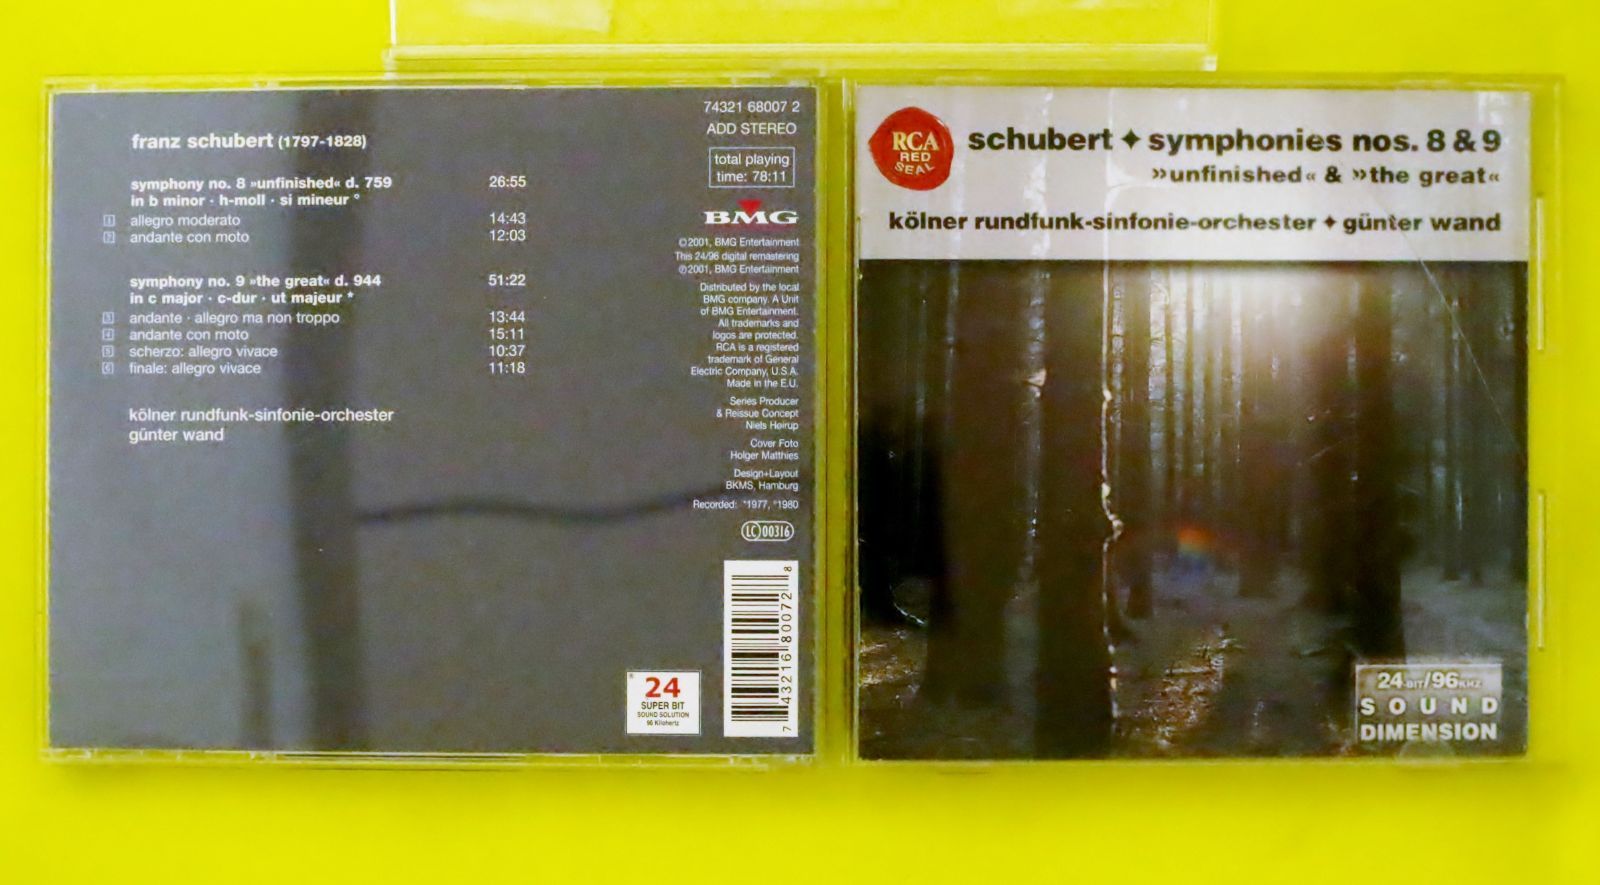 franz schubert (1797-1828)
symphony no. 8 »unfinished« d. 759 26:55
in b minor · h-moll · si mineur °
1 allegro moderato 14:43
2 andante con moto 12:03
symphony no. 9 »the great« d. 944 51:22
in c major · c-dur · ut majeur *
3 andante · allegro ma non troppo 13:44
4 andante con moto 15:11
5 scherzo: allegro vivace 10:37
6 finale: allegro vivace 11:18
kölner rundfunk-sinfonie-orchester
günter wand
74321 68007 2
ADD STEREO
total playing
time: 78:11
BMG
©2001, BMG Entertainment
This 24/96 digital remastering
℗2001, BMG Entertainment
Distributed by the local
BMG company. A Unit
of BMG Entertainment.
All trademarks and
logos are protected.
RCA is a registered
trademark of General
Electric Company, U.S.A.
Made in the E.U.
Series Producer
& Reissue Concept
Niels Høirup
Cover Foto
Holger Matthies
Design+Layout
BKMS, Hamburg
Recorded: *1977, °1980
LC 00316
7 43216 80072 8
24
SUPER BIT
SOUND SOLUTION
96 Kilohertz
RCA
RED
SEAL
schubert ✦ symphonies nos. 8 & 9
»unfinished« & »the great«
kölner rundfunk-sinfonie-orchester ✦ günter wand
24 BIT/96 KHZ
SOUND
DIMENSION